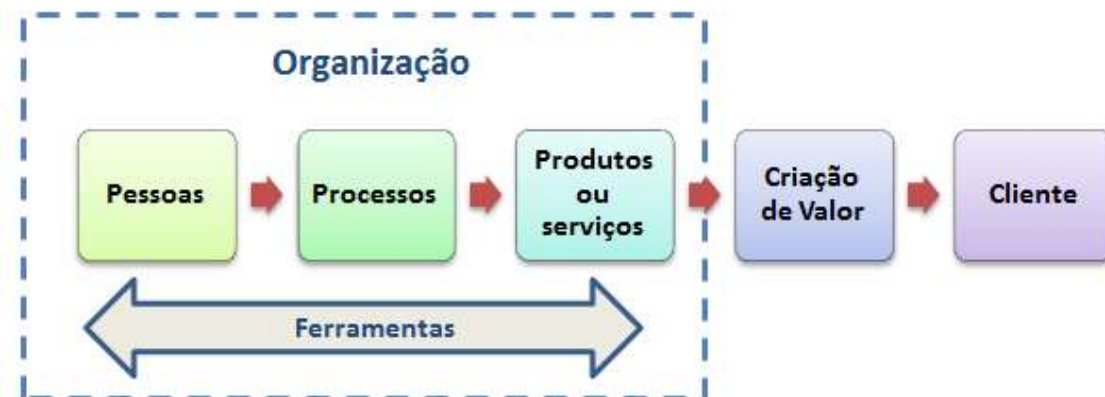 Organização
Pessoas
Processos
Produtos
ou
serviços
Criação
de Valor
Cliente
Ferramentas